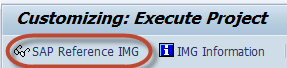 Customizing: Execute Project
SAP Reference IMG IMG Information